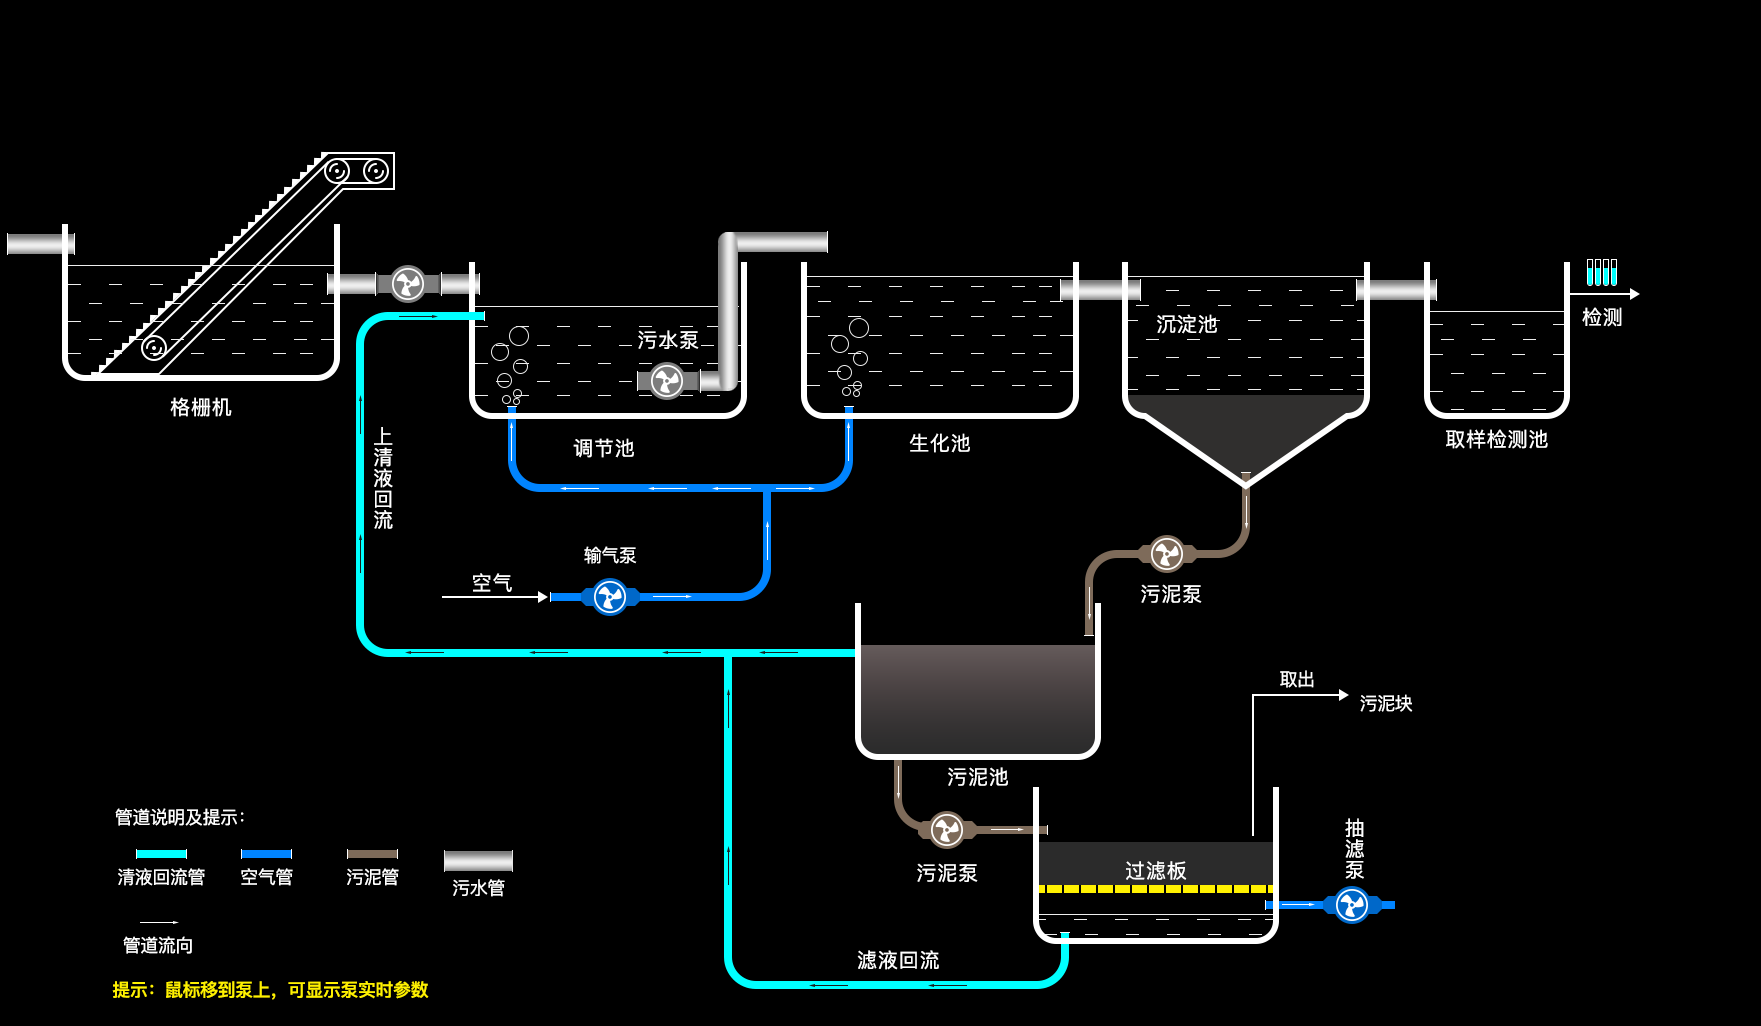 污水泵
沉淀池
检测
格栅机
调节池
生化池
取样检测池
上清液回流
输气泵
空气
污泥泵
取出
污泥块
污泥池
管道说明及提示：
抽滤泵
过滤板
污泥泵
清液回流管
空气管
污泥管
污水管
管道流向
滤液回流
提示：鼠标移到泵上，可显示泵实时参数